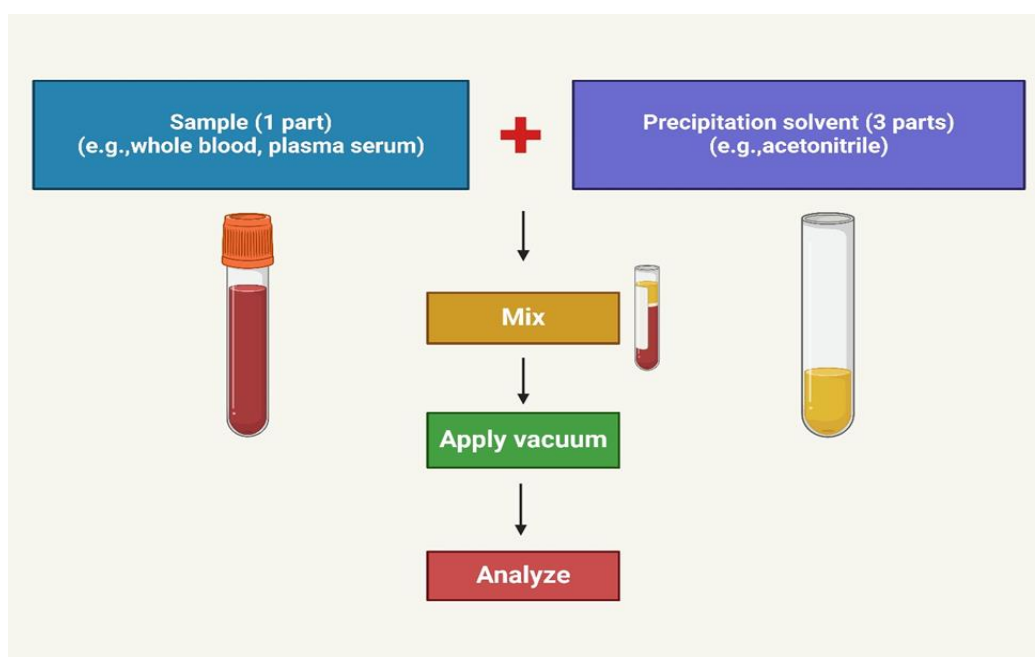 Sample (1 part)
(e.g.,whole blood, plasma serum)
Precipitation solvent (3 parts)
(e.g.,acetonitrile)
Mix
Apply vacuum
Analyze